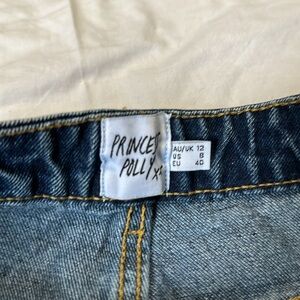 PRINCESS
POLLY X
AU/UK 12
US 8
EU 40